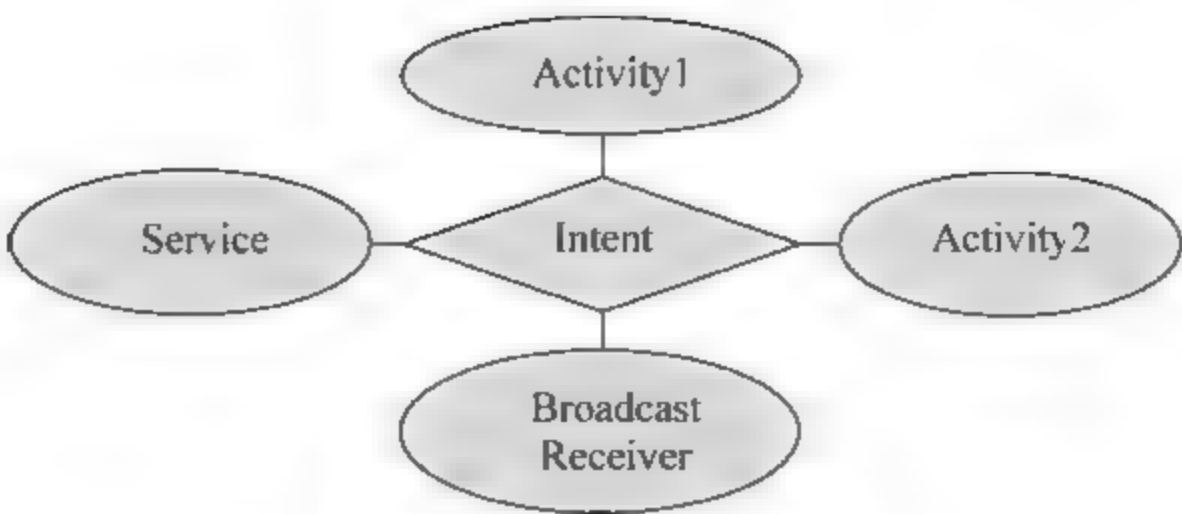 Activity1
Service
Intent
Activity2
Broadcast
Receiver